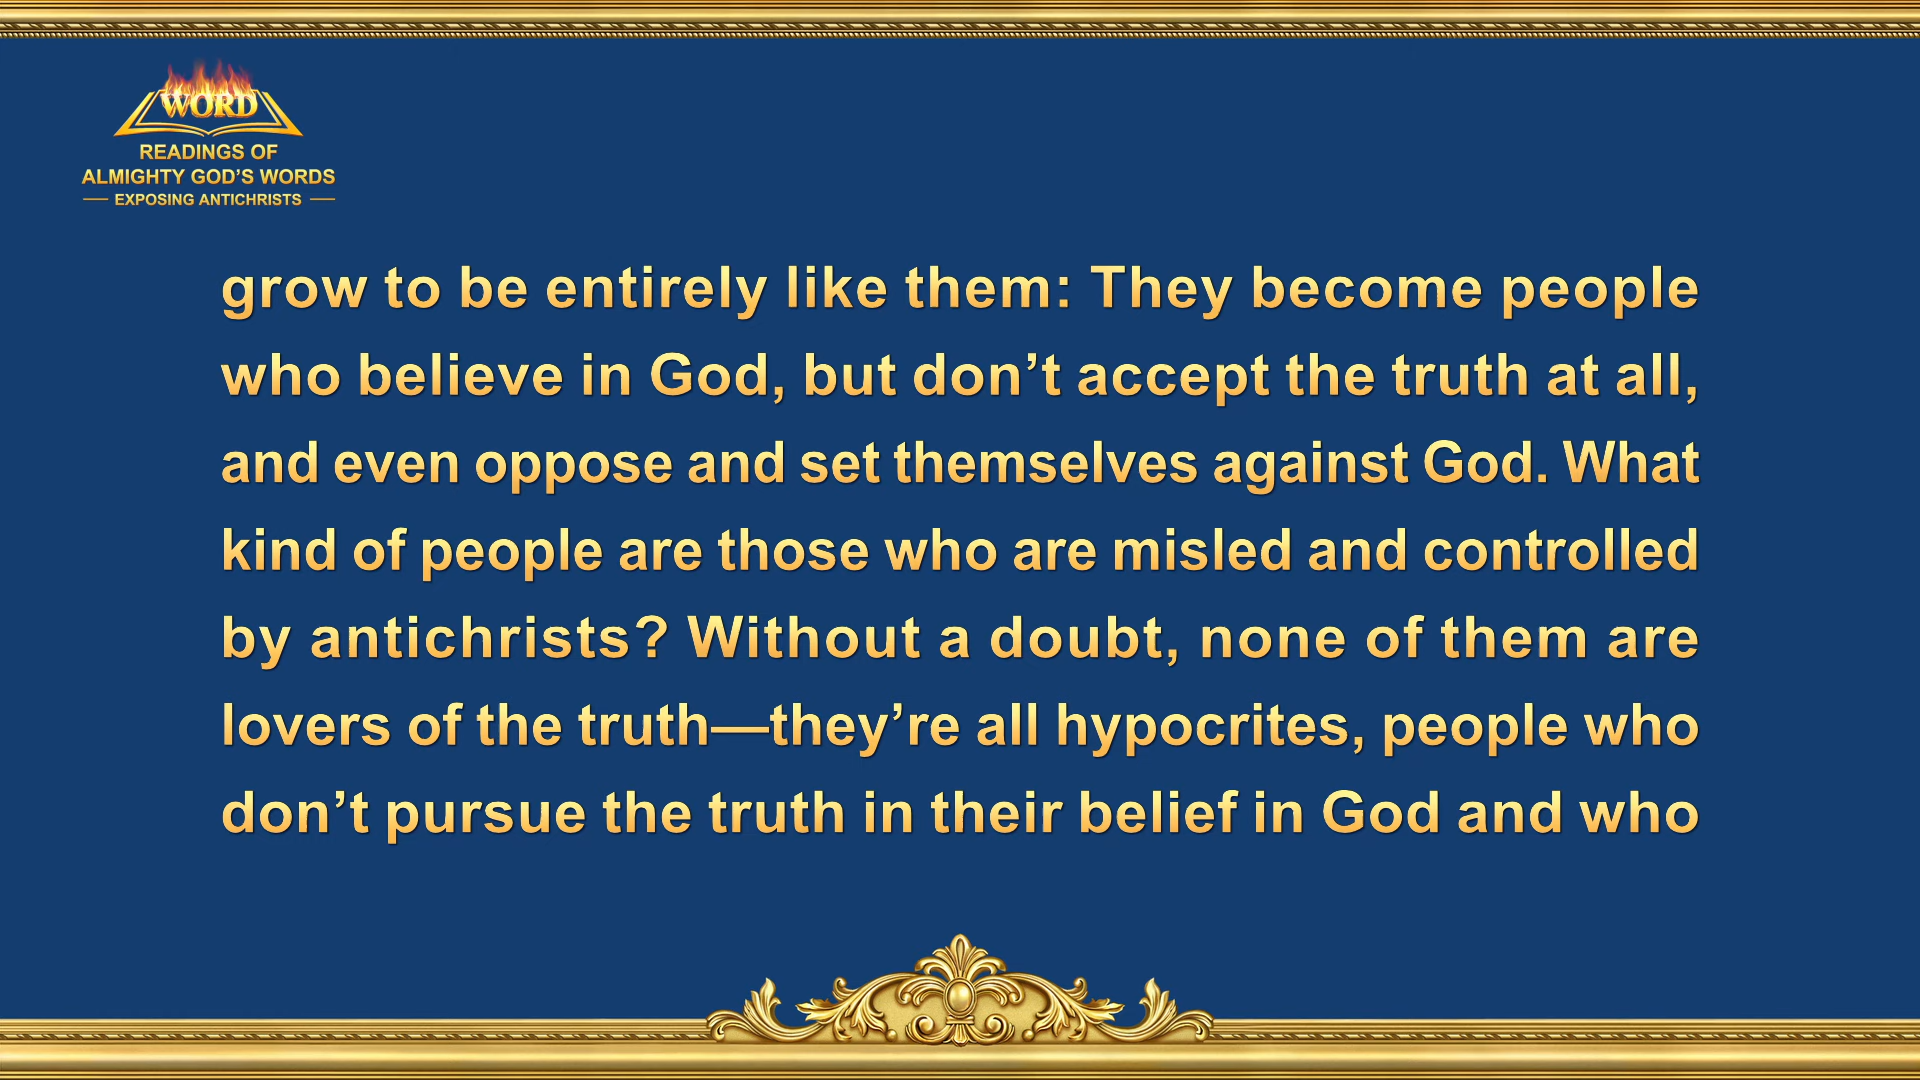 WORD
READINGS OF
ALMIGHTY GOD’S WORDS
EXPOSING ANTICHRISTS
grow to be entirely like them: They become people
who believe in God, but don’t accept the truth at all,
and even oppose and set themselves against God. What
kind of people are those who are misled and controlled
by antichrists? Without a doubt, none of them are
lovers of the truth—they’re all hypocrites, people who
don’t pursue the truth in their belief in God and who